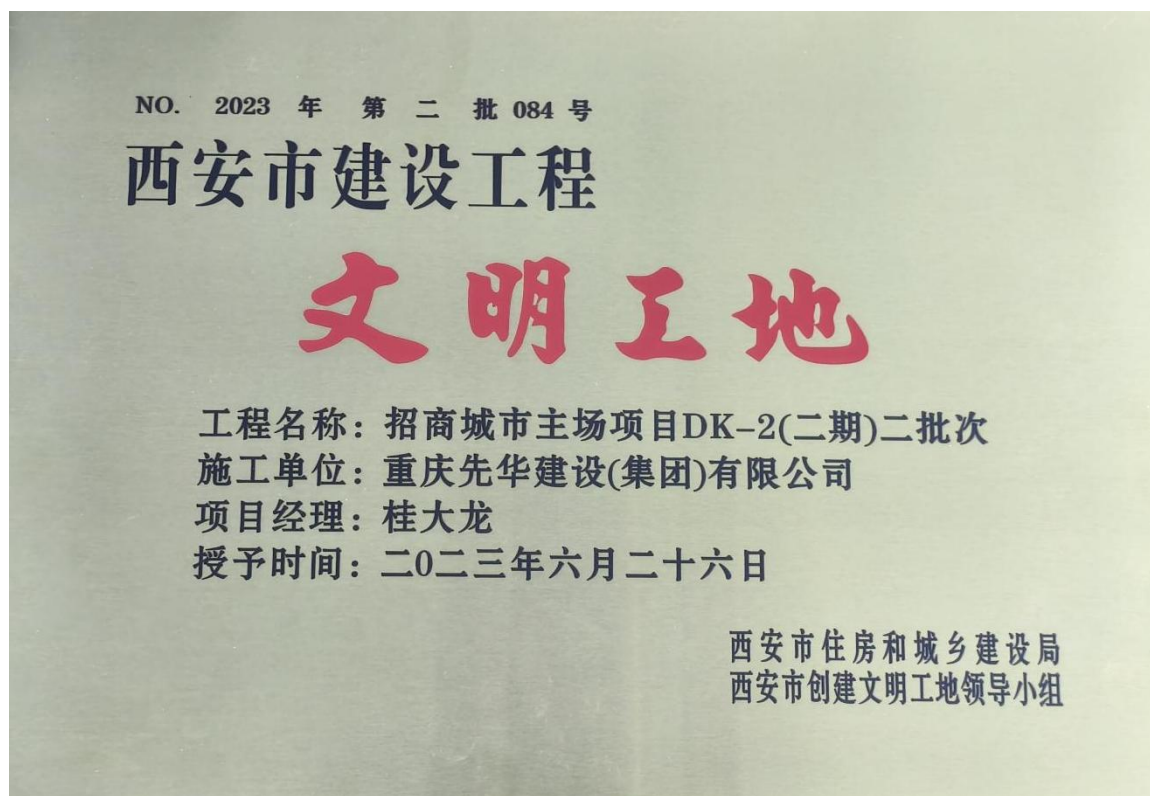 NO. 2023 年 第 二 批 084 号
西安市建设工程
文明工地
工程名称：招商城市主场项目DK-2(二期)二批次
施工单位：重庆先华建设(集团)有限公司
项目经理：桂大龙
授予时间：二0二三年六月二十六日
西安市住房和城乡建设局
西安市创建文明工地领导小组